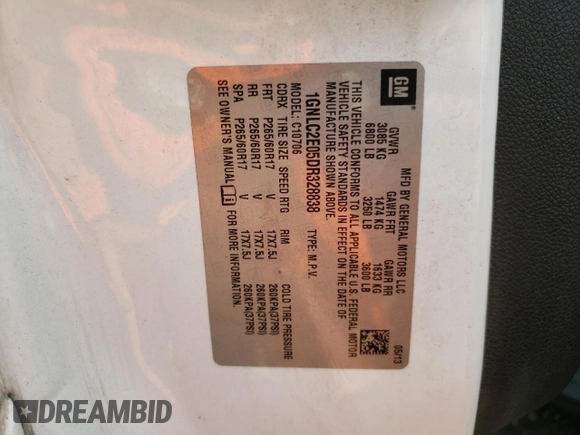 GM
MFD BY GENERAL MOTORS LLC
05/13
GVWR GAWR FRT GAWR RR
3085 KG 1474 KG 1633 KG
6800 LB 3250 LB 3600 LB
THIS VEHICLE CONFORMS TO ALL APPLICABLE U.S. FEDERAL MOTOR
VEHICLE SAFETY STANDARDS IN EFFECT ON THE DATE OF
MANUFACTURE SHOWN ABOVE.
1GNLC2E05DR328838 TYPE: M.P.V.
MODEL: C10706
CDRX TIRE SIZE SPEED RTG RIM COLD TIRE PRESSURE
FRT P265/60R17 V 17X7.5J 260KPA(37PSI)
RR P265/60R17 V 17X7.5J 260KPA(37PSI)
SPA P265/60R17 V 17X7.5J 260KPA(37PSI)
SEE OWNER'S MANUAL FOR MORE INFORMATION.
DREAMBID